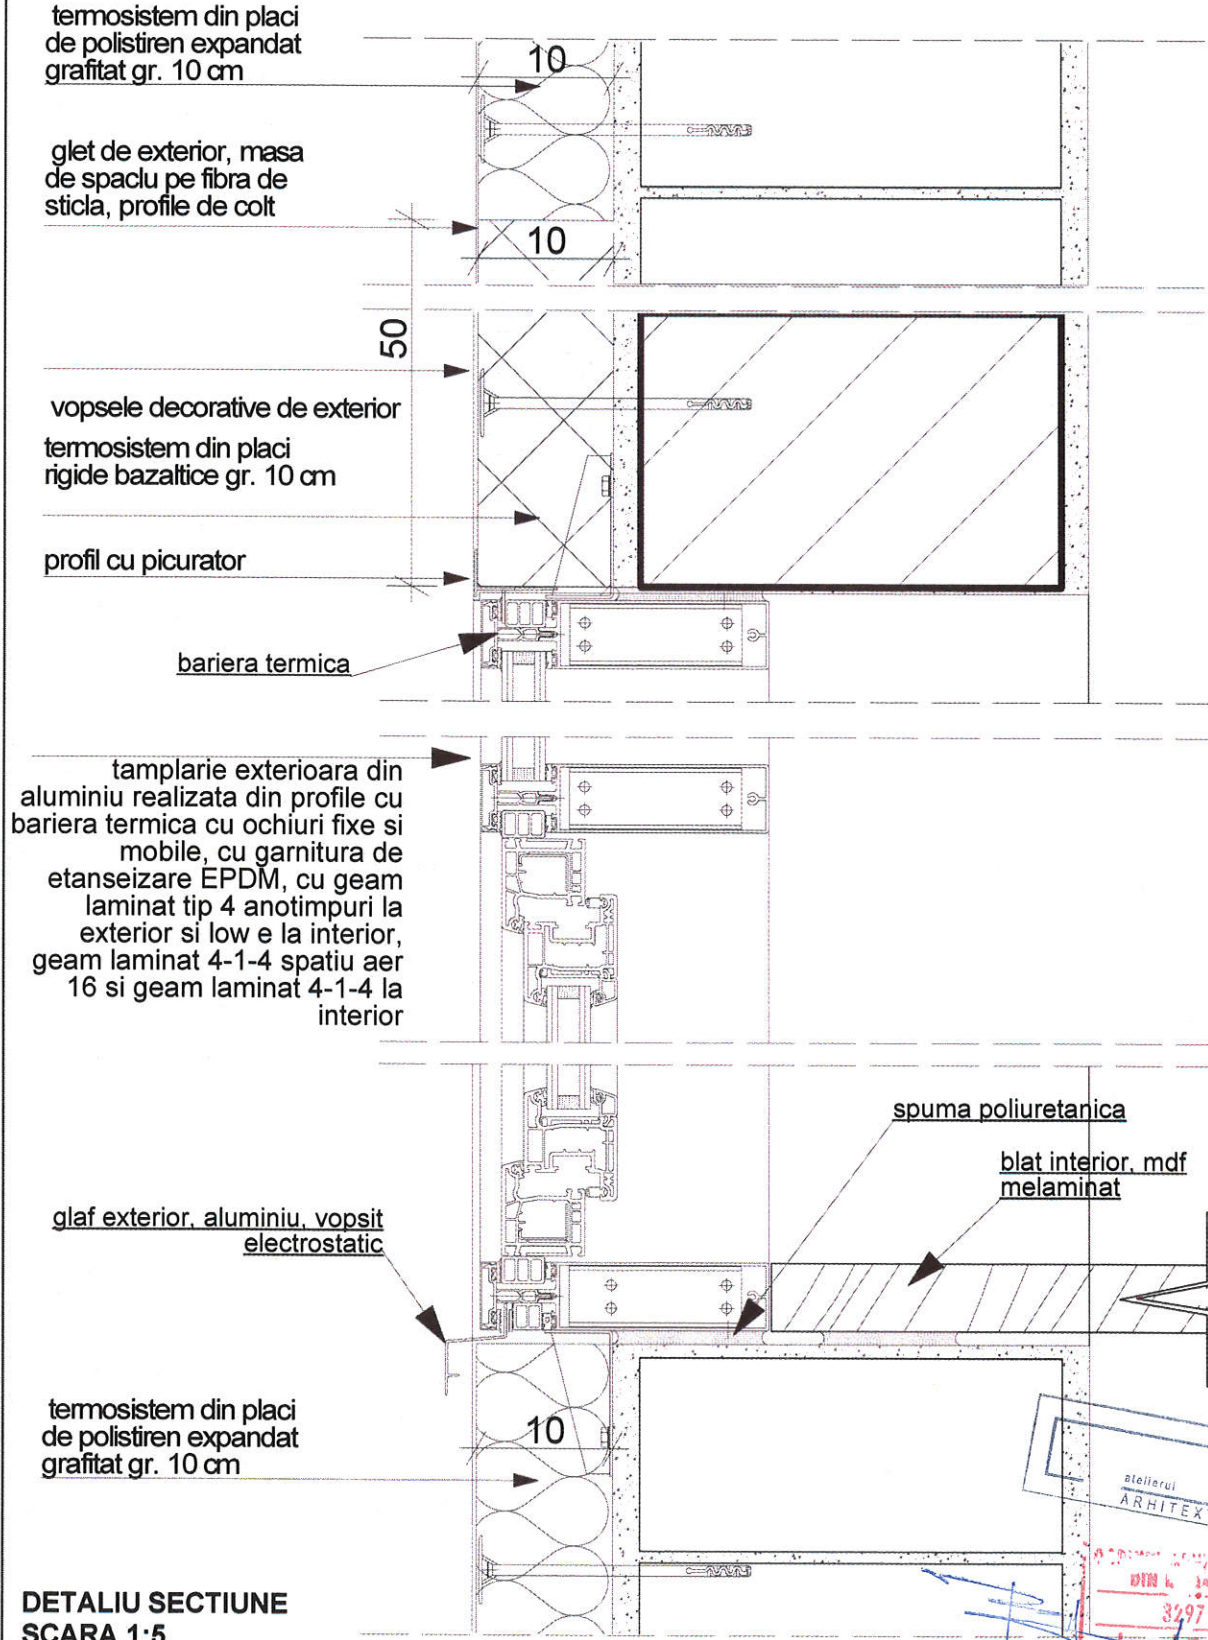 termosistem din placi
de polistiren expandat
grafitat gr. 10 cm
10
glet de exterior, masa
de spaclu pe fibra de
sticla, profile de colt
10
50
vopsele decorative de exterior
termosistem din placi
rigide bazaltice gr. 10 cm
profil cu picurator
bariera termica
tamplarie exterioara din
aluminiu realizata din profile cu
bariera termica cu ochiuri fixe si
mobile, cu garnitura de
etanseizare EPDM, cu geam
laminat tip 4 anotimpuri la
exterior si low e la interior,
geam laminat 4-1-4 spatiu aer
16 si geam laminat 4-1-4 la
interior
spuma poliuretanica
blat interior, mdf
melaminat
glaf exterior, aluminiu, vopsit
electrostatic
termosistem din placi
de polistiren expandat
grafitat gr. 10 cm
10
atelierul
ARHITEX
DIN
3297
DETALIU SECTIUNE
SCARA 1:5